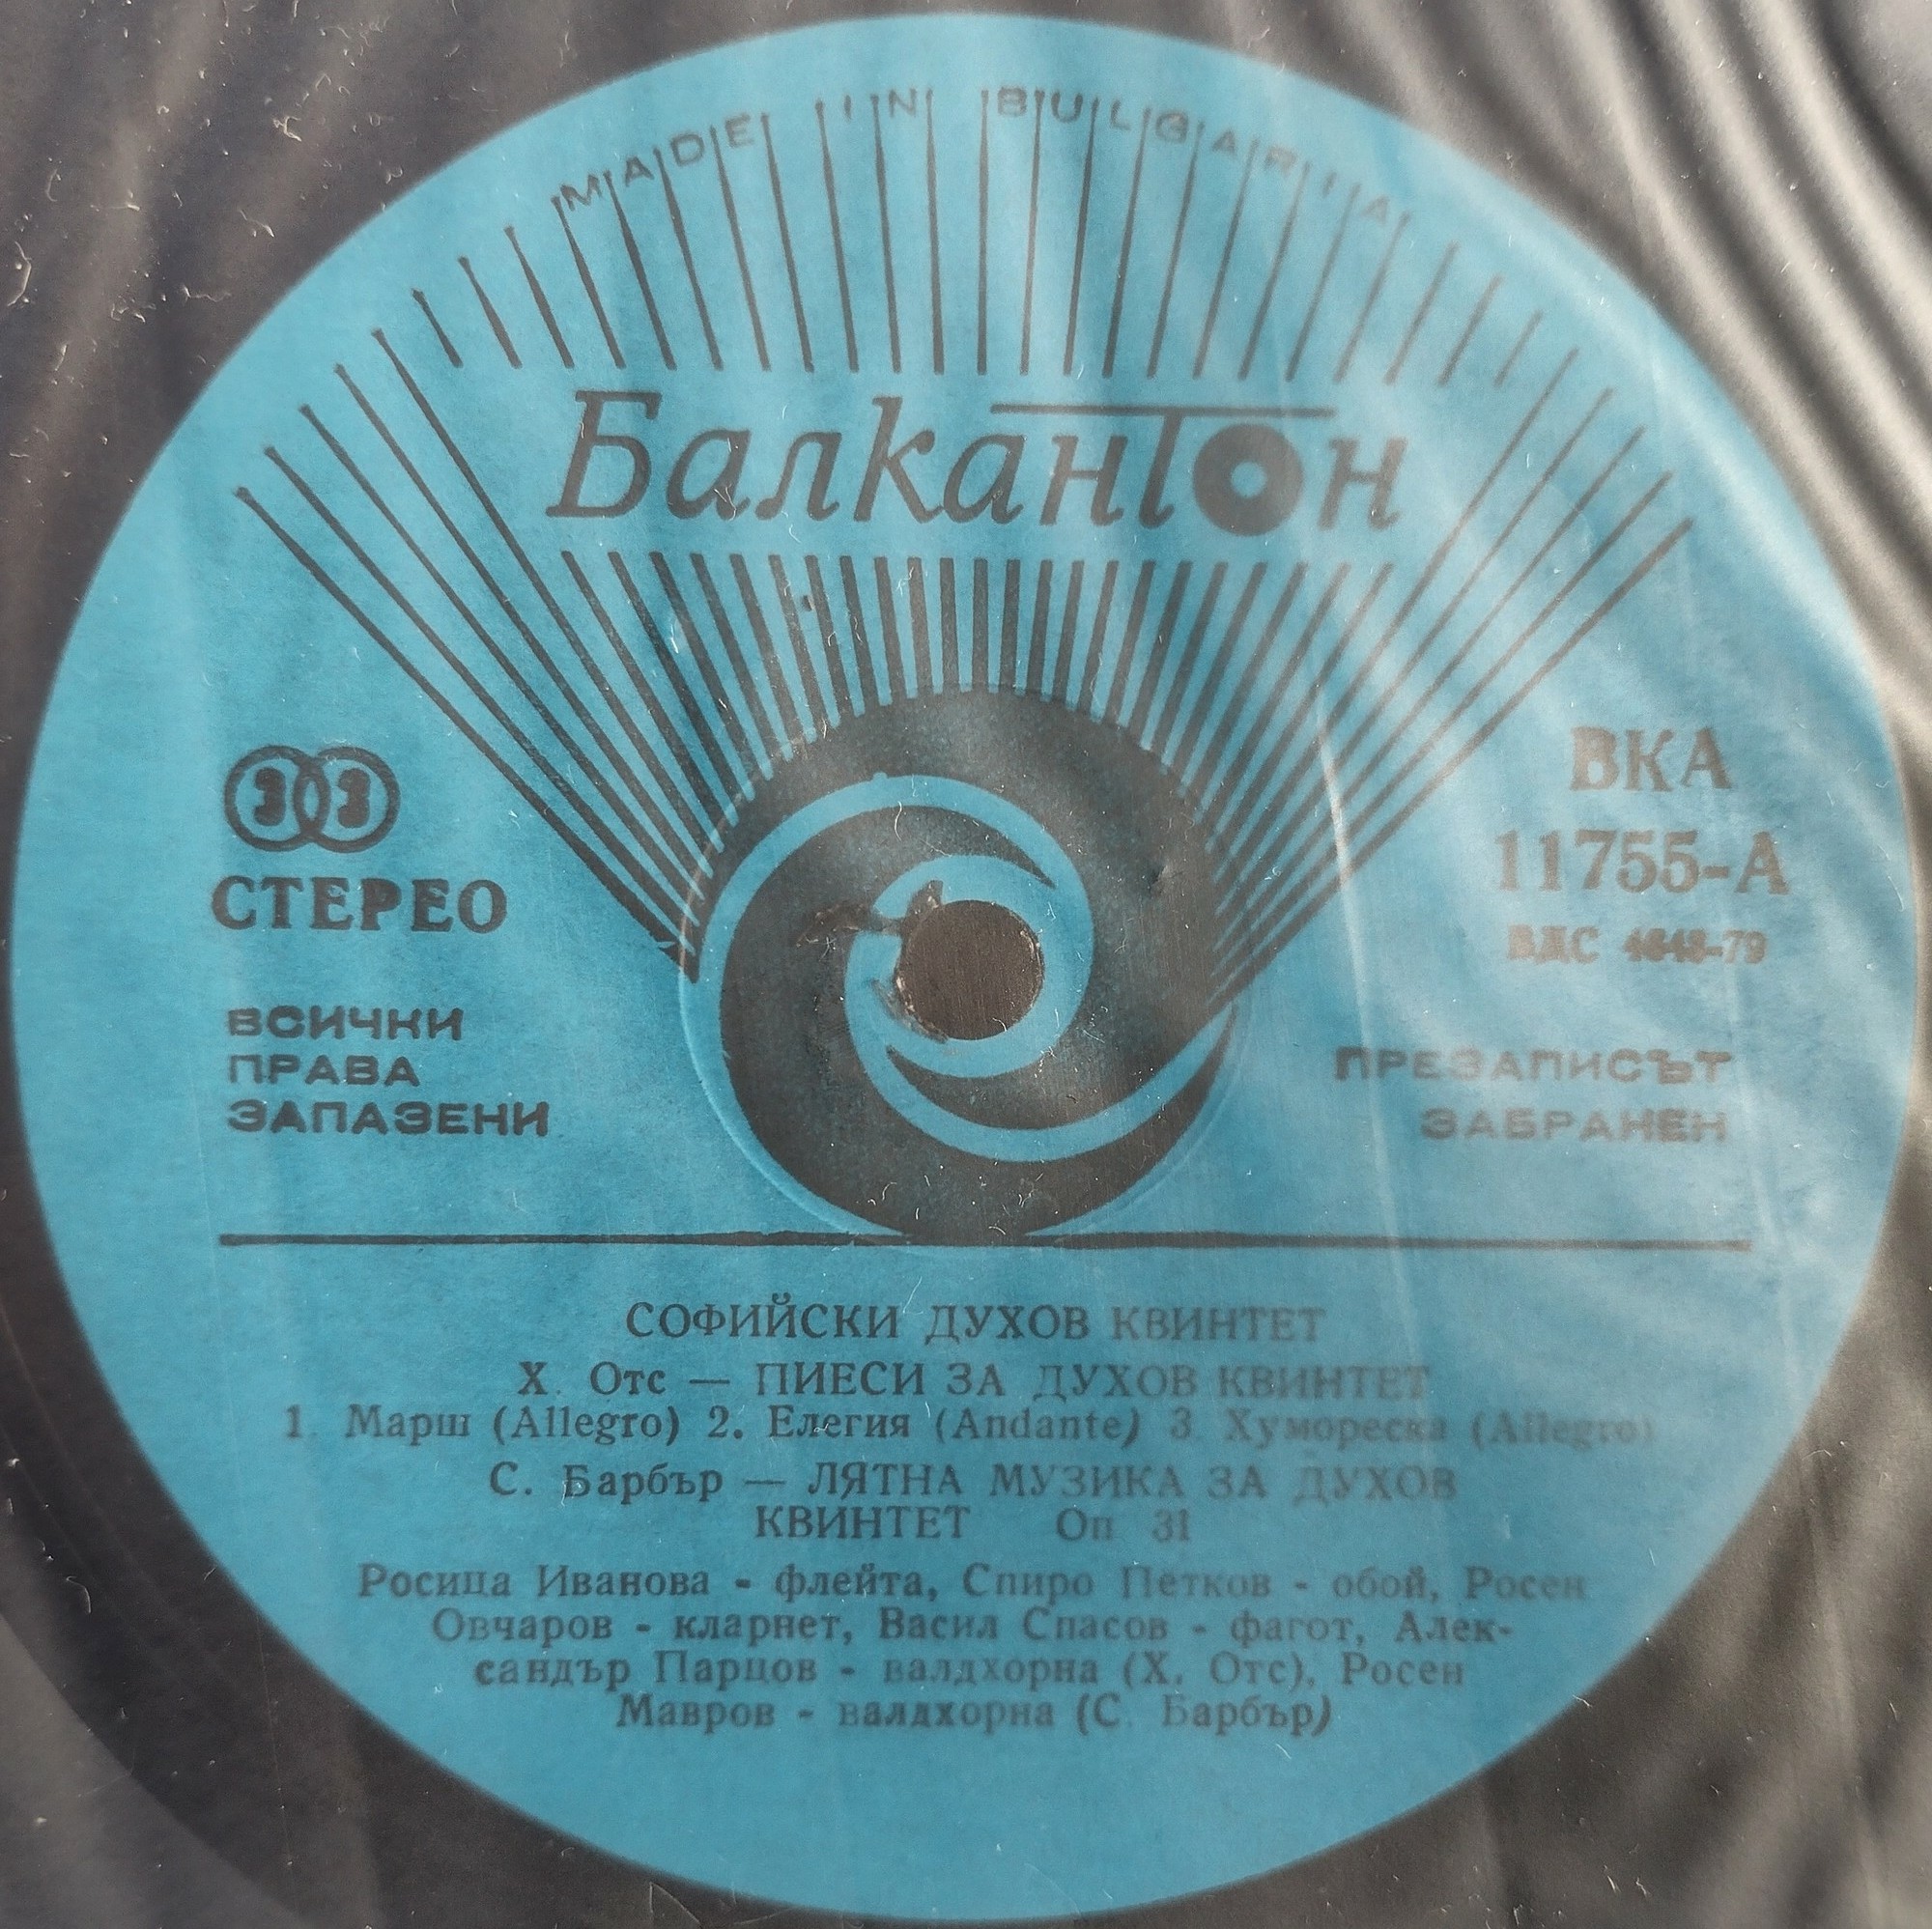 MADE IN BULGARIA
Балкантон
33
СТЕРЕО
ВСИЧКИ
ПРАВА
ЗАПАЗЕНИ
ВКА
11755-А
ВДС 4648-79
ПРЕЗАПИСЪТ
ЗАБРАНЕН
СОФИЙСКИ ДУХОВ КВИНТЕТ
Х. Отс — ПИЕСИ ЗА ДУХОВ КВИНТЕТ
1. Марш (Allegro) 2. Елегия (Andante) 3. Хумореска (Allegro)
С. Барбър — ЛЯТНА МУЗИКА ЗА ДУХОВ
КВИНТЕТ Оп 31
Росица Иванова - флейта, Спиро Петков - обой, Росен
Овчаров - кларнет, Васил Спасов - фагот, Алек-
сандър Парцов - валдхорна (Х. Отс), Росен
Мавров - валдхорна (С. Барбър)